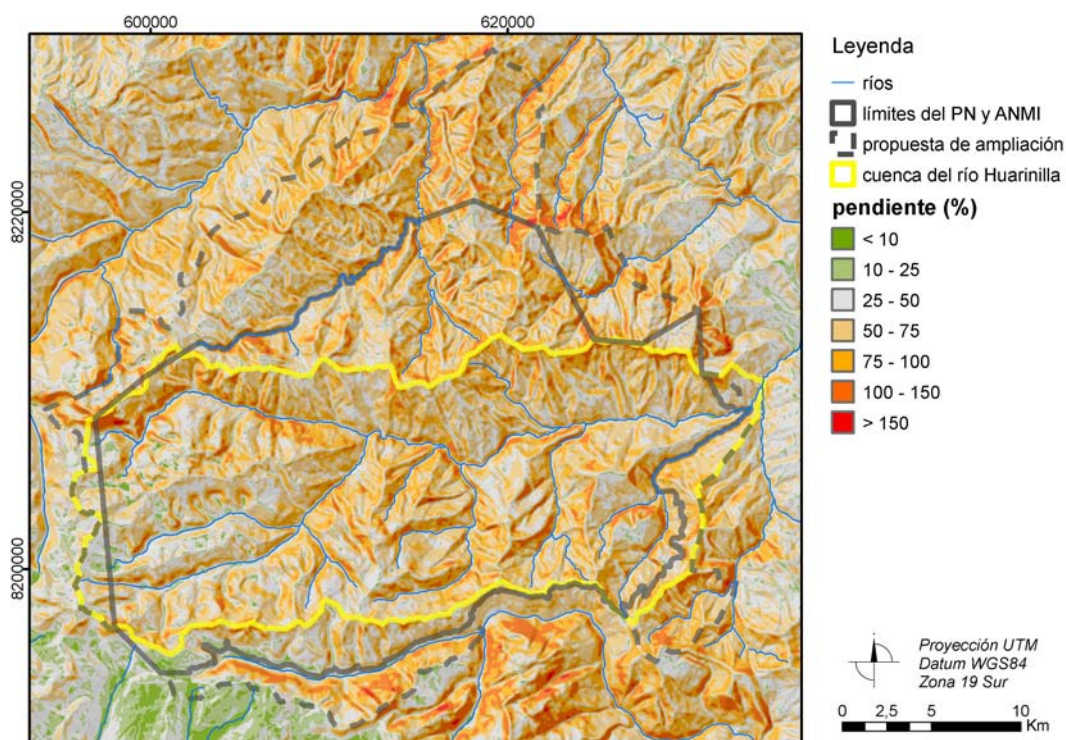 600000
620000
8220000
8200000
Leyenda
ríos
límites del PN y ANMI
propuesta de ampliación
cuenca del río Huarinilla
pendiente (%)
< 10
10 - 25
25 - 50
50 - 75
75 - 100
100 - 150
> 150
Proyección UTM
Datum WGS84
Zona 19 Sur
0 2,5 5 10
Km